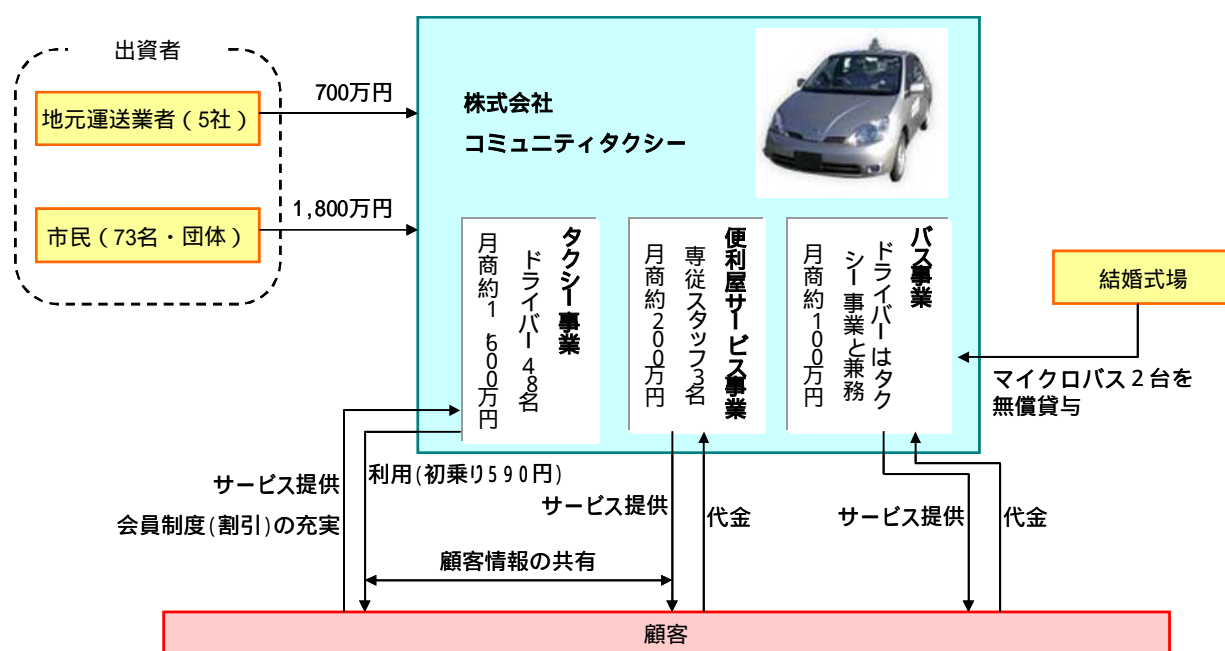 出資者
地元運送業者（5社）
700万円
市民（73名・団体）
1,800万円
株式会社
コミュニティタクシー
タクシー事業
ドライバー48名
月商約1,600万円
便利屋サービス事業
専従スタッフ3名
月商約200万円
バス事業
ドライバーはタク
シー事業と兼務
月商約100万円
結婚式場
マイクロバス２台を
無償貸与
サービス提供
会員制度(割引)の充実
利用(初乗り590円)
サービス提供
代金
サービス提供
代金
顧客情報の共有
顧客